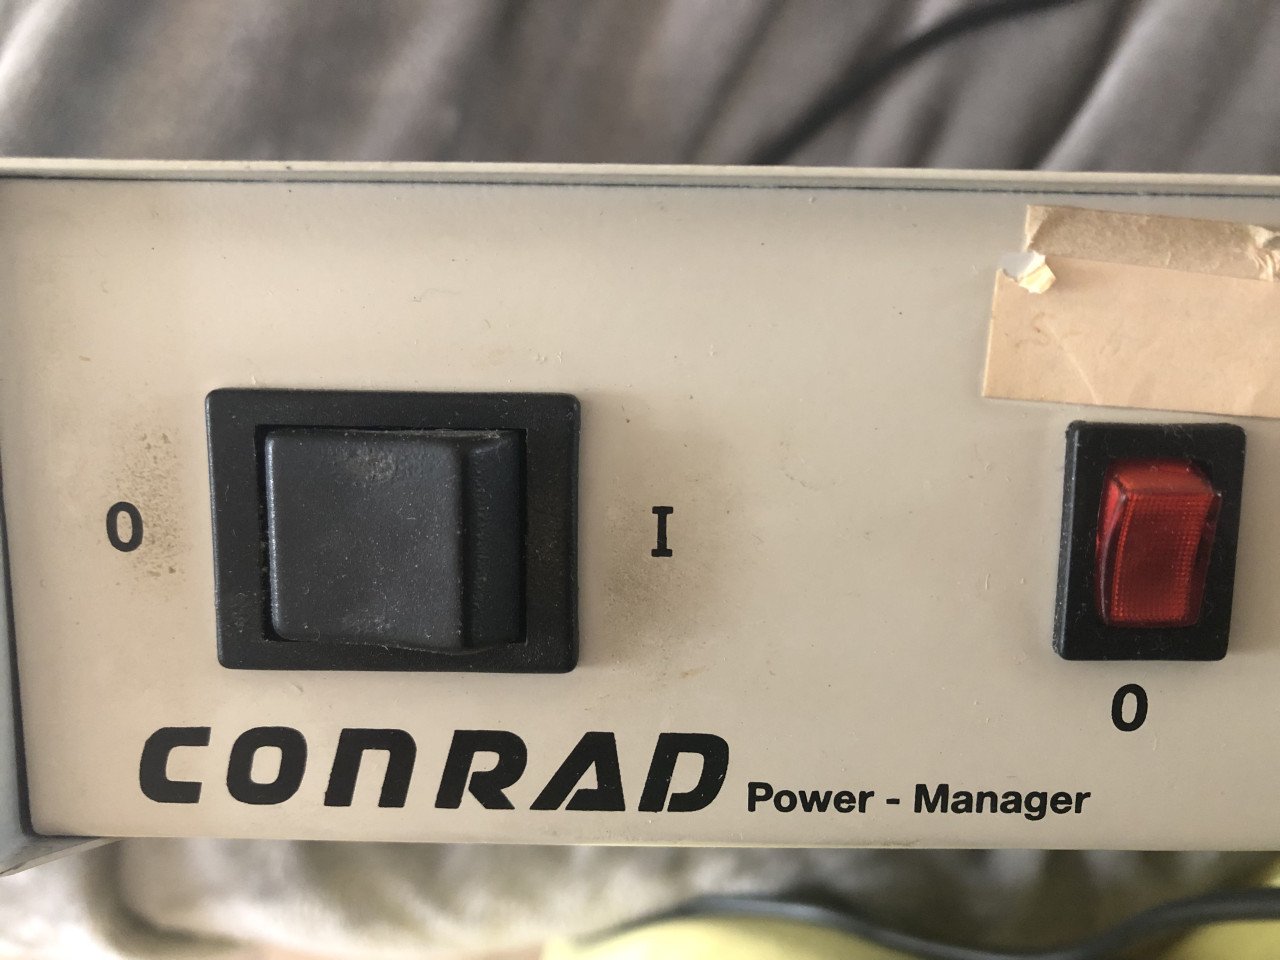 0 I
0
CONRAD Power - Manager